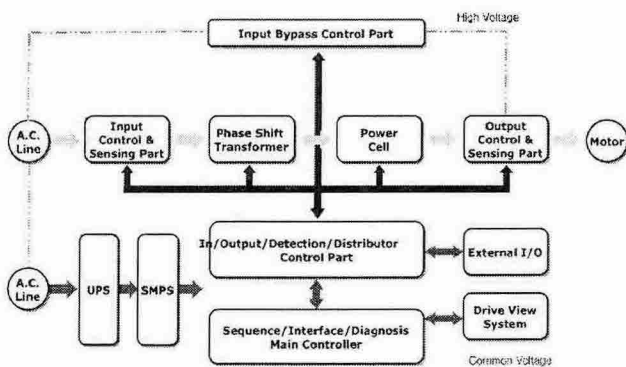 High Voltage
Input Bypass Control Part
A.C.
Line
Input
Control &
Sensing Part
Phase Shift
Transformer
Power
Cell
Output
Control &
Sensing Part
Motor
In/Output/Detection/Distributor
Control Part
External I/O
A.C.
Line
UPS
SMPS
Sequence/Interface/Diagnosis
Main Controller
Drive View
System
Common Voltage